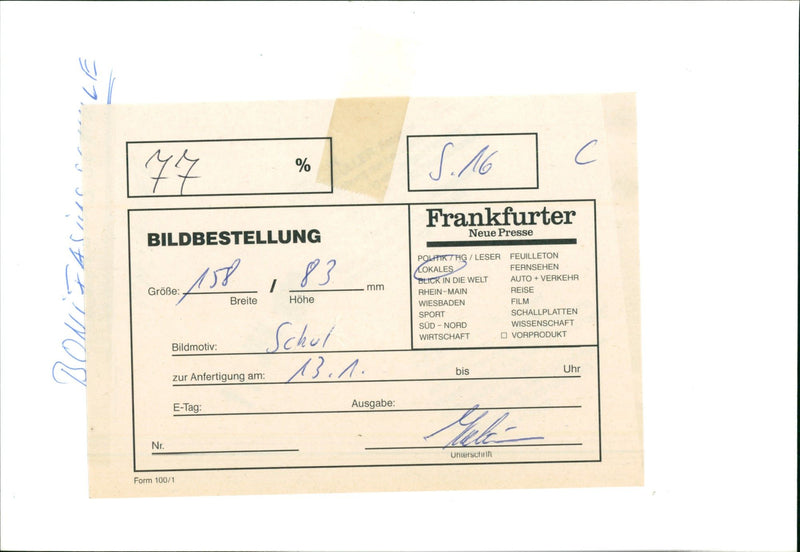 BONIFATIUSSCHULE
77 %
S. 16
C
BILDBESTELLUNG
Größe: 158 / 83 mm
Breite Höhe
Bildmotiv: Schul
zur Anfertigung am: 13. 1. bis Uhr
E-Tag: Ausgabe:
Nr.
Unterschrift
Form 100/1
Frankfurter
Neue Presse
POLITIK / HG / LESER
LOKALES
BLICK IN DIE WELT
RHEIN-MAIN
WIESBADEN
SPORT
SÜD - NORD
WIRTSCHAFT
FEUILLETON
FERNSEHEN
AUTO + VERKEHR
REISE
FILM
SCHALLPLATTEN
WISSENSCHAFT
VORPRODUKT